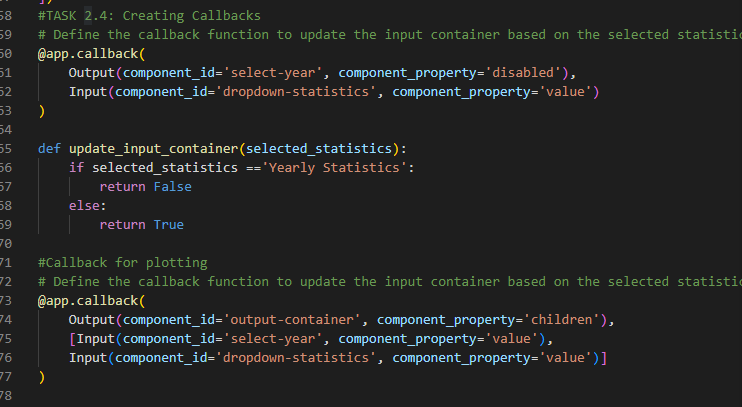 58 #TASK 2.4: Creating Callbacks
59 # Define the callback function to update the input container based on the selected statistic
60 @app.callback(
61     Output(component_id='select-year', component_property='disabled'),
62     Input(component_id='dropdown-statistics', component_property='value')
63 )
64
65 def update_input_container(selected_statistics):
66     if selected_statistics =='Yearly Statistics':
67         return False
68     else:
69         return True
70
71 #Callback for plotting
72 # Define the callback function to update the input container based on the selected statistic
73 @app.callback(
74     Output(component_id='output-container', component_property='children'),
75     [Input(component_id='select-year', component_property='value'),
76     Input(component_id='dropdown-statistics', component_property='value')]
77 )
78